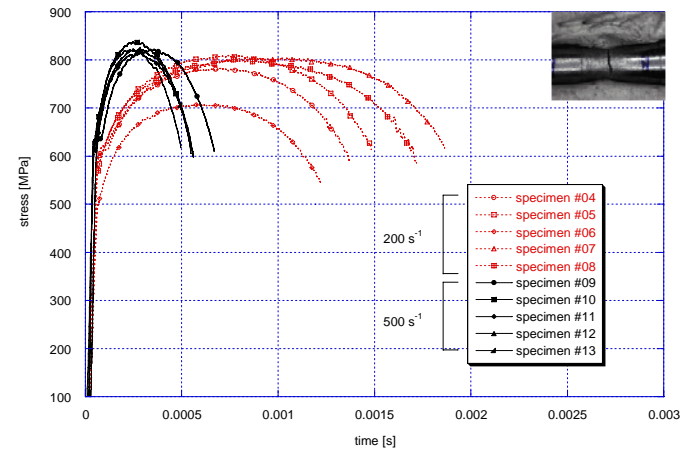 900
800
700
600
500
400
300
200
100
stress [MPa]
specimen #04
specimen #05
specimen #06
specimen #07
specimen #08
specimen #09
specimen #10
specimen #11
specimen #12
specimen #13
200 s⁻¹
500 s⁻¹
0 0.0005 0.001 0.0015 0.002 0.0025 0.003
time [s]